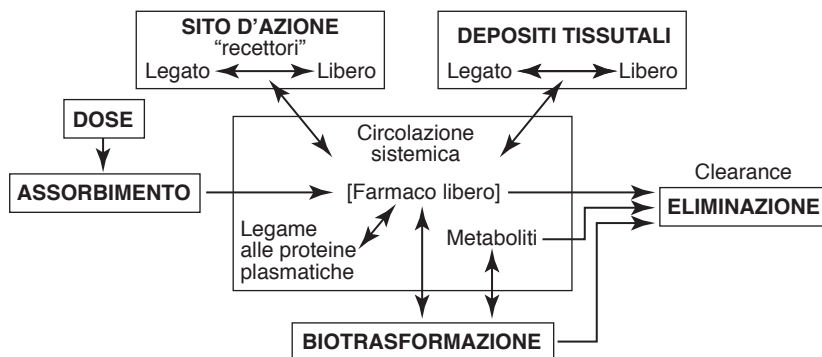 SITO D'AZIONE
“recettori”
Legato Libero
DEPOSITI TISSUTALI
Legato Libero
DOSE
ASSORBIMENTO
Circolazione
sistemica
[Farmaco libero]
Legame
alle proteine
plasmatiche
Metaboliti
Clearance
ELIMINAZIONE
BIOTRASFORMAZIONE